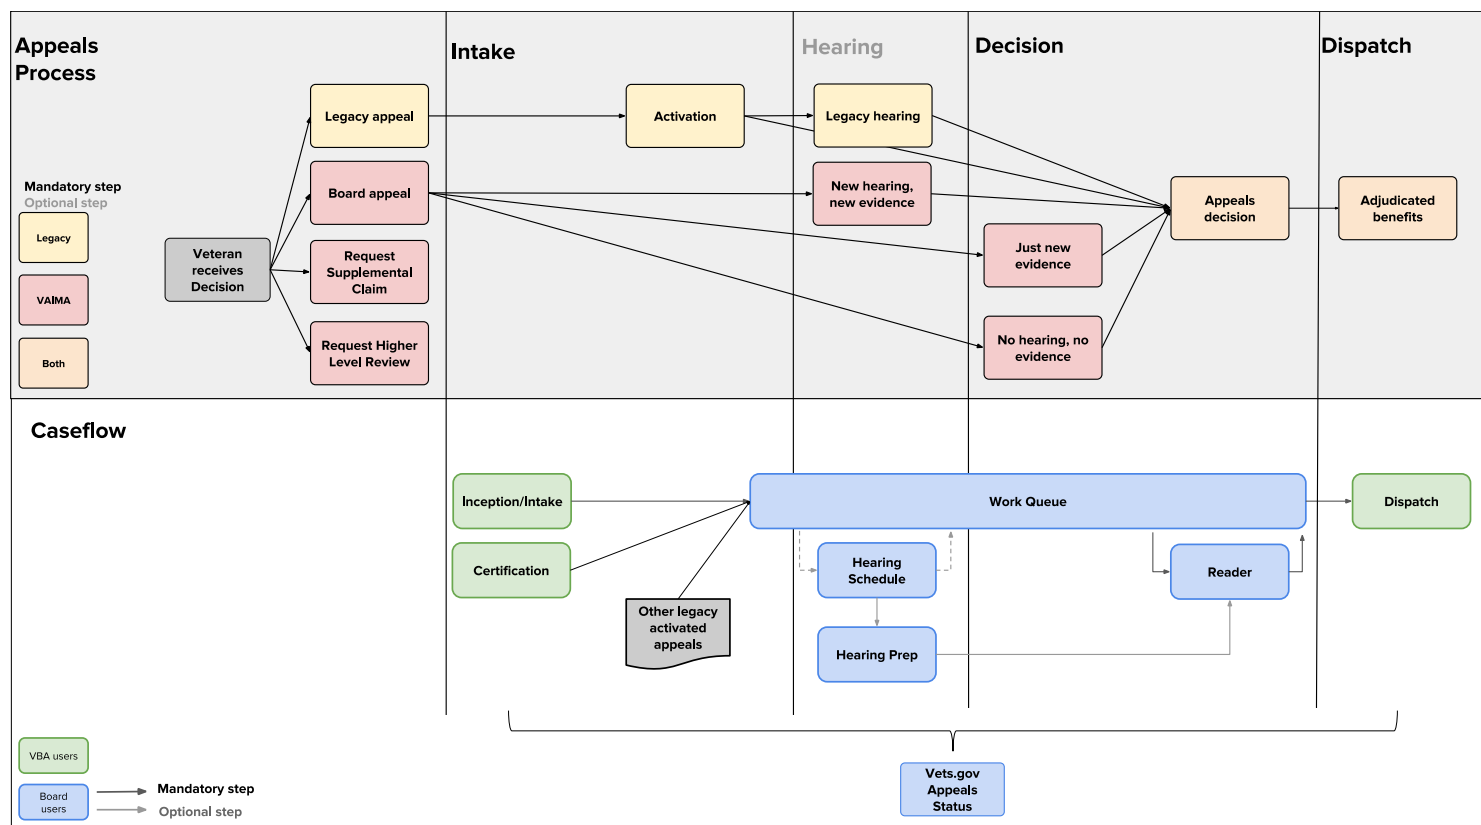 Appeals
Process
Intake
Hearing
Decision
Dispatch
Legacy appeal
Activation
Legacy hearing
Board appeal
New hearing,
new evidence
Mandatory step
Optional step
Legacy
Appeals
decision
Adjudicated
benefits
Veteran
receives
Decision
Request
Supplemental
Claim
Just new
evidence
VAIMA
Request Higher
Level Review
No hearing, no
evidence
Both
Caseflow
Inception/Intake
Work Queue
Dispatch
Certification
Hearing
Schedule
Reader
Other legacy
activated
appeals
Hearing Prep
VBA users
Board
users
Mandatory step
Optional step
Vets.gov
Appeals
Status